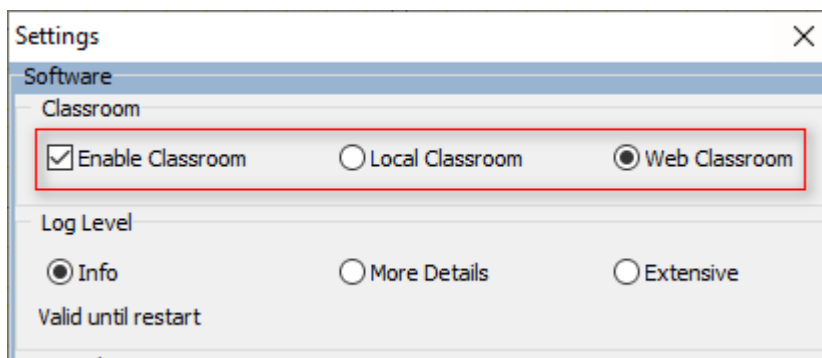 Settings
Software
Classroom
Enable Classroom Local Classroom Web Classroom
Log Level
Info More Details Extensive
Valid until restart